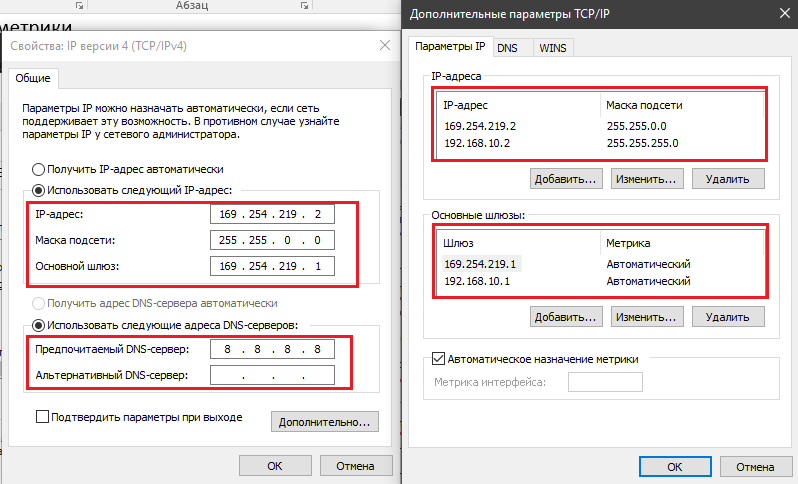 Абзац
метрики
Свойства: IP версии 4 (TCP/IPv4)
Общие
Параметры IP можно назначать автоматически, если сеть
поддерживает эту возможность. В противном случае узнайте
параметры IP у сетевого администратора.
Получить IP-адрес автоматически
Использовать следующий IP-адрес:
IP-адрес: 169 . 254 . 219 . 2
Маска подсети: 255 . 255 . 0 . 0
Основной шлюз: 169 . 254 . 219 . 1
Получить адрес DNS-сервера автоматически
Использовать следующие адреса DNS-серверов:
Предпочитаемый DNS-сервер: 8 . 8 . 8 . 8
Альтернативный DNS-сервер: . . .
Подтвердить параметры при выходе
Дополнительно...
ОК Отмена
Дополнительные параметры TCP/IP
Параметры IP DNS WINS
IP-адреса
IP-адрес Маска подсети
169.254.219.2 255.255.0.0
192.168.10.2 255.255.255.0
Добавить... Изменить... Удалить
Основные шлюзы:
Шлюз Метрика
169.254.219.1 Автоматический
192.168.10.1 Автоматический
Добавить... Изменить... Удалить
Автоматическое назначение метрики
Метрика интерфейса:
ОК Отмена